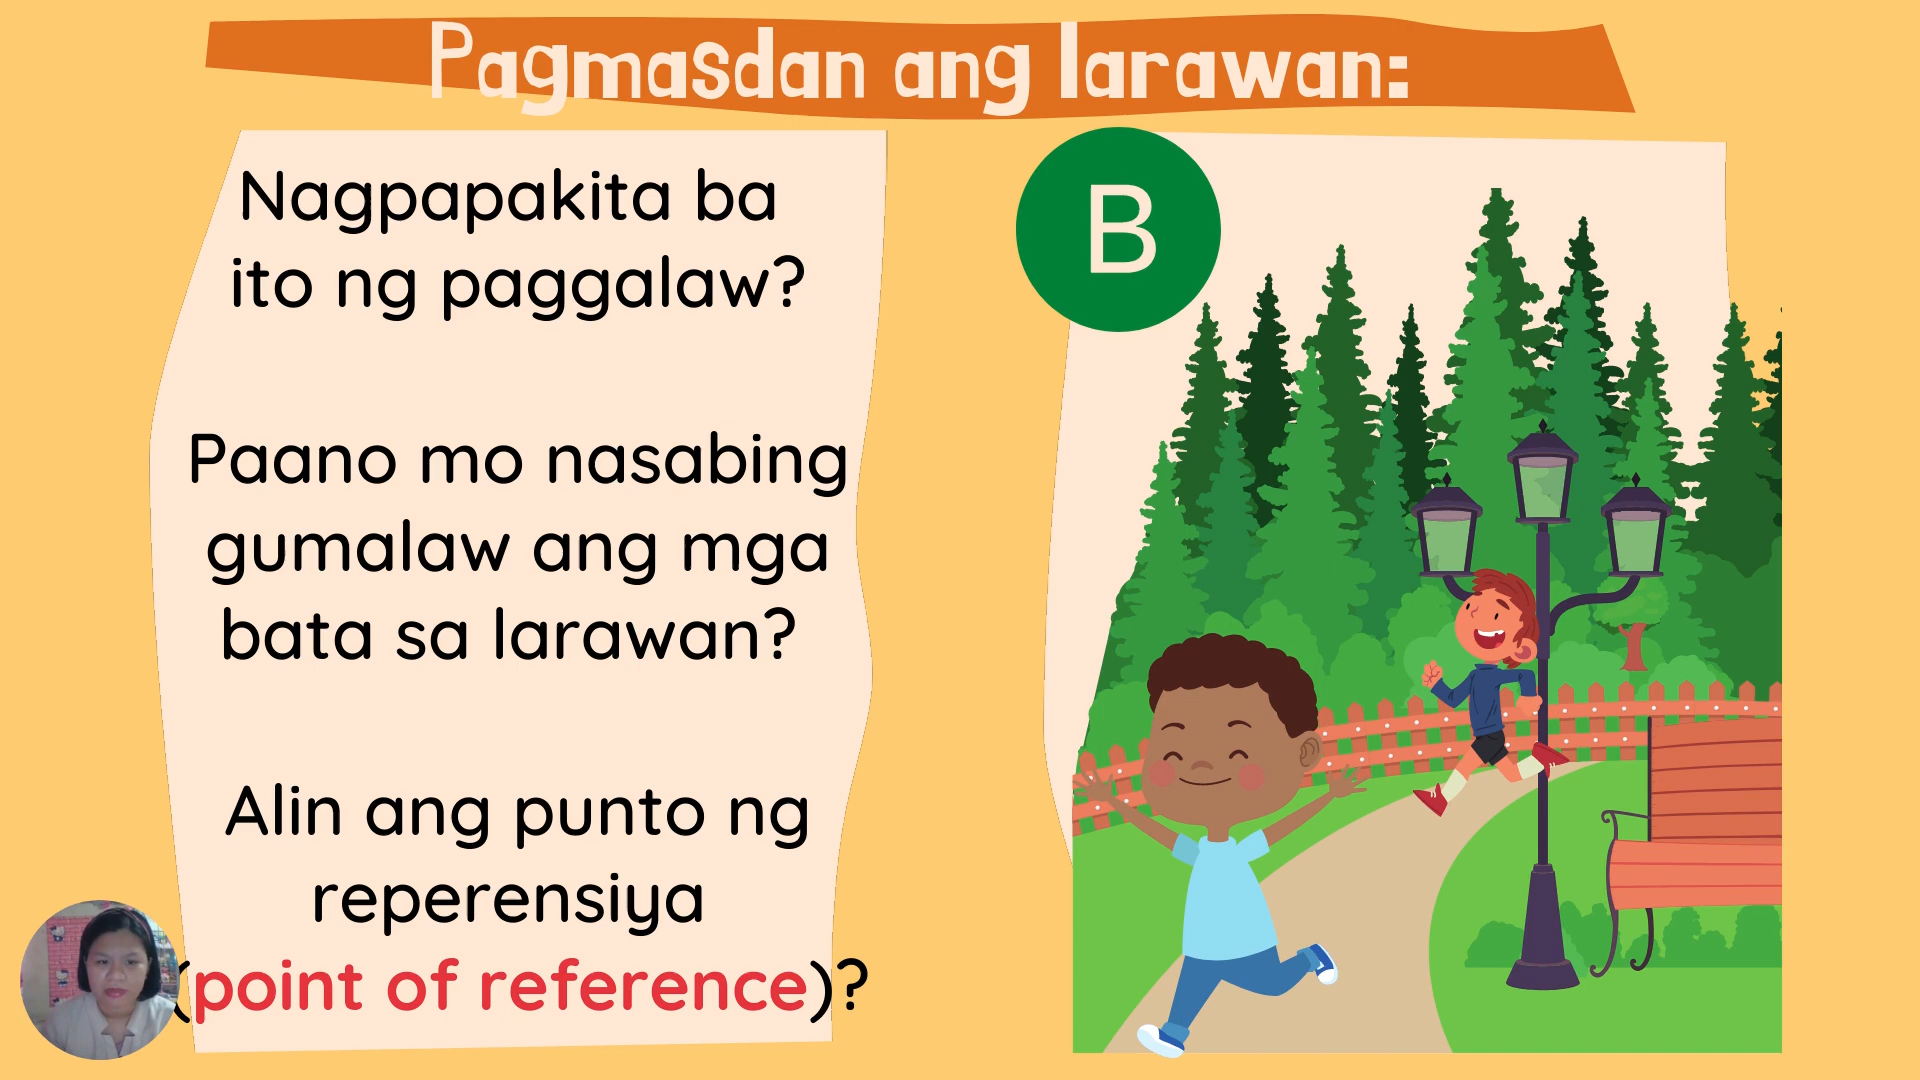 Pagmasdan ang larawan:
Nagpapakita ba
ito ng paggalaw?
Paano mo nasabing
gumalaw ang mga
bata sa larawan?
Alin ang punto ng
reperensiya
(point of reference)?
B